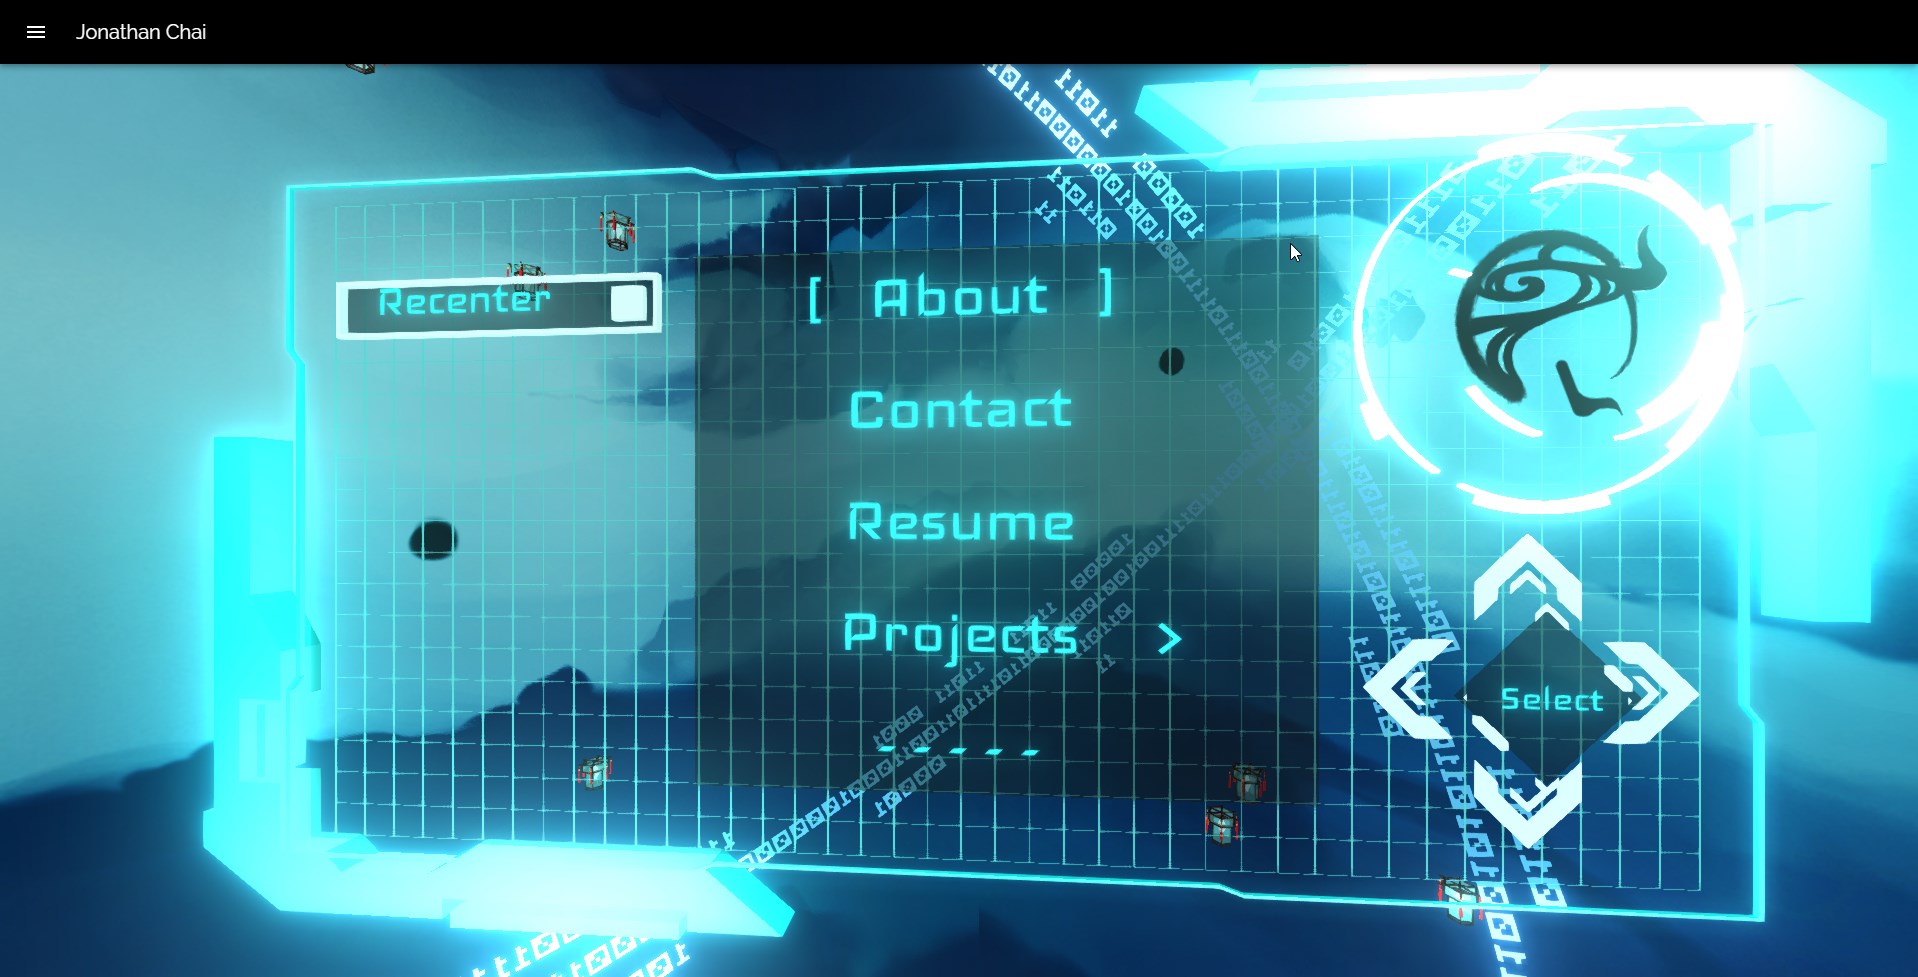 Jonathan Chai
Recenter
[ About ]
Contact
Resume
Projects >
Select